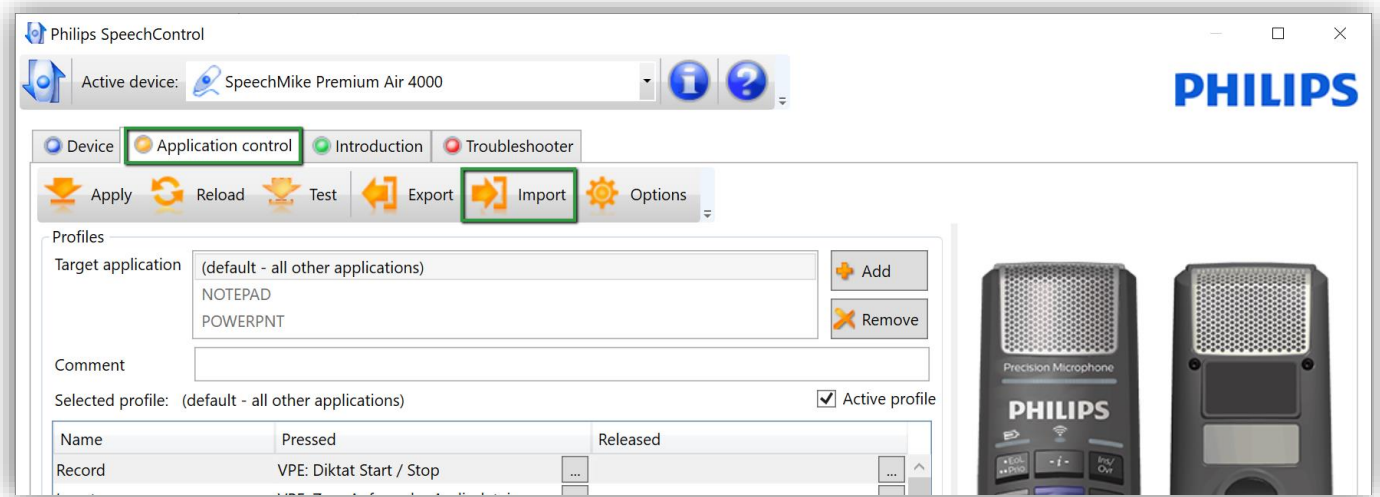 Philips SpeechControl
Active device: SpeechMike Premium Air 4000
PHILIPS
Device Application control Introduction Troubleshooter
Apply Reload Test Export Import Options
Profiles
Target application (default - all other applications) Add
NOTEPAD
POWERPNT Remove
Comment
Selected profile: (default - all other applications) Active profile
Name Pressed Released
Record VPE: Diktat Start / Stop ... ...
Precision Microphone
PHILIPS
EoL Prio -i- Ins/ Ovr